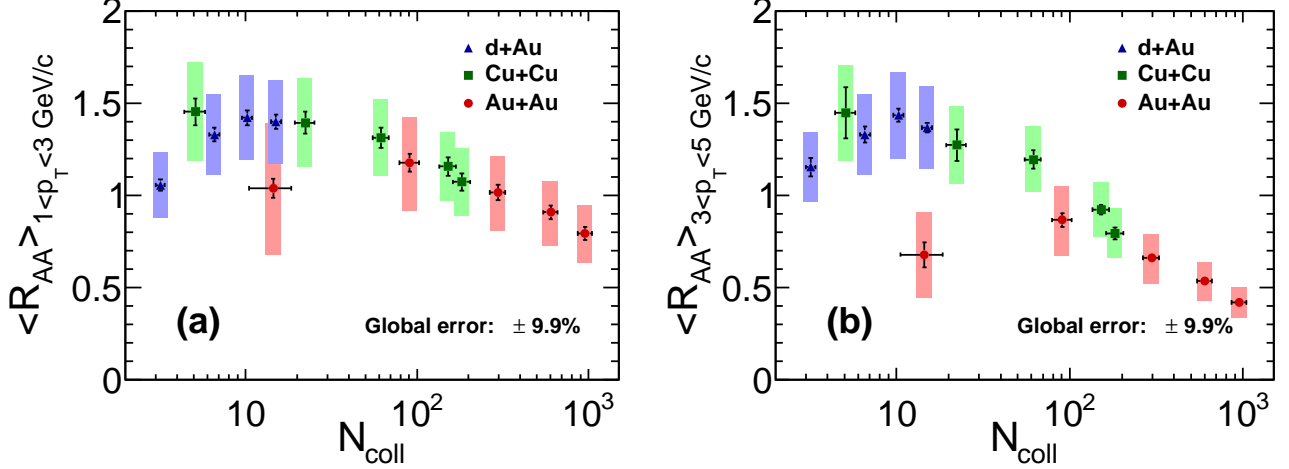 <R_AA>_1<p_T<3 GeV/c
2
1.5
1
0.5
0
d+Au
Cu+Cu
Au+Au
(a)
Global error: ± 9.9%
10
10^2
10^3
N_coll
<R_AA>_3<p_T<5 GeV/c
2
1.5
1
0.5
0
d+Au
Cu+Cu
Au+Au
(b)
Global error: ± 9.9%
10
10^2
10^3
N_coll